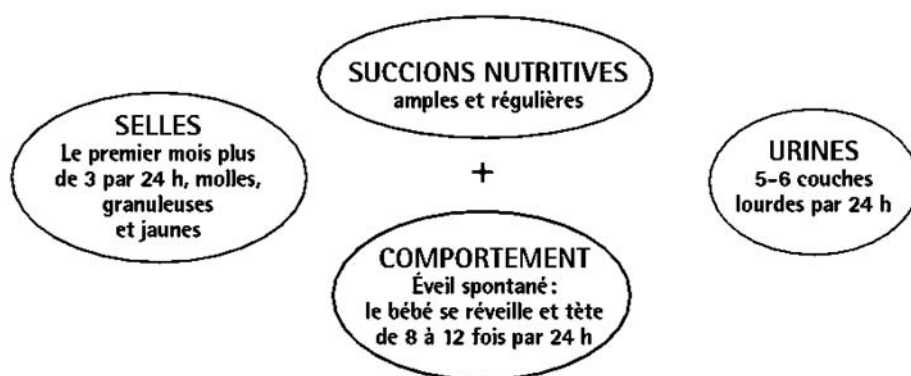 SUCCIONS NUTRITIVES
amples et régulières
SELLES
Le premier mois plus
de 3 par 24 h, molles,
granuleuses
et jaunes
+
URINES
5-6 couches
lourdes par 24 h
COMPORTEMENT
Éveil spontané :
le bébé se réveille et tète
de 8 à 12 fois par 24 h